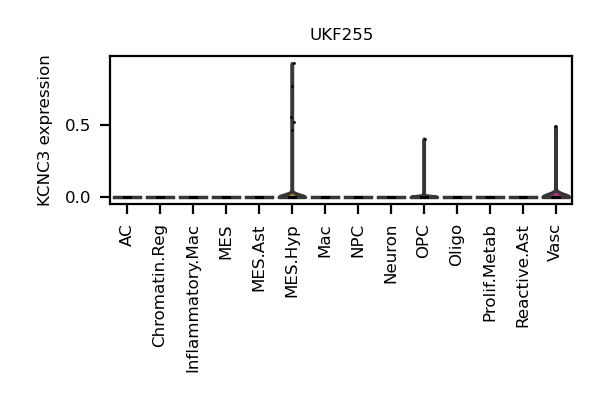 UKF255
KCNC3 expression
0.5
0.0
AC
Chromatin.Reg
Inflammatory.Mac
MES
MES.Ast
MES.Hyp
Mac
NPC
Neuron
OPC
Oligo
Prolif.Metab
Reactive.Ast
Vasc